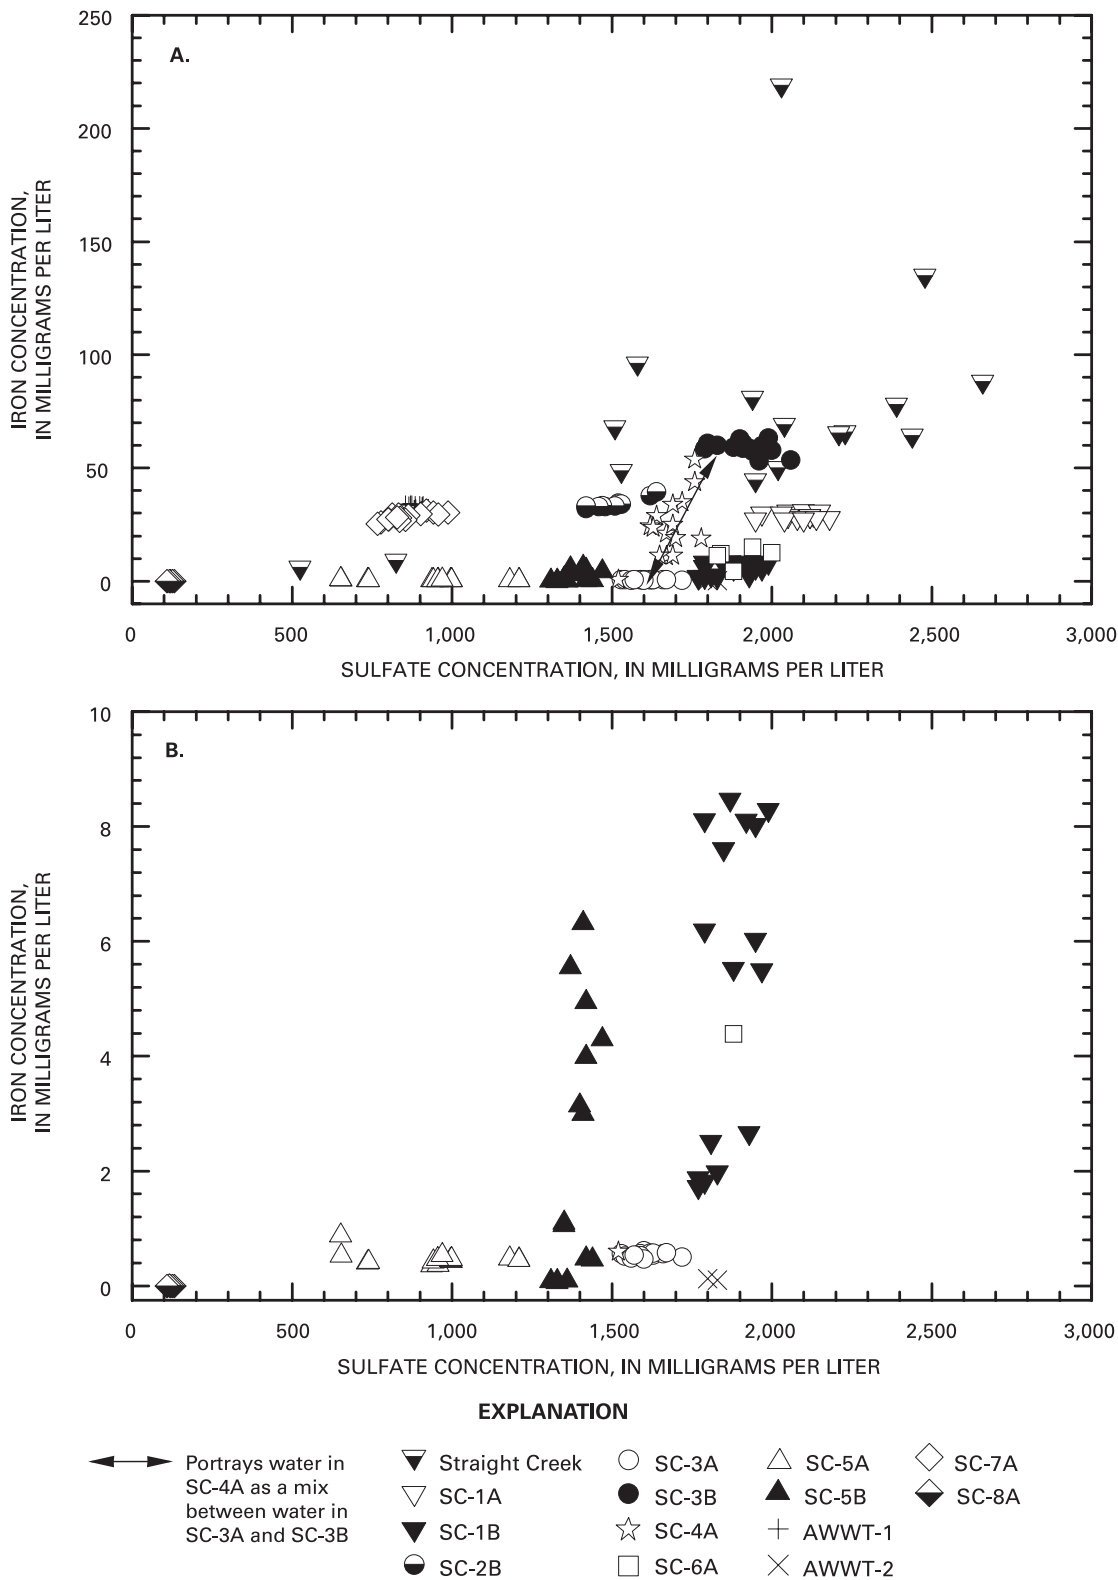 A.
250
200
150
100
50
0
IRON CONCENTRATION,
IN MILLIGRAMS PER LITER
0 500 1,000 1,500 2,000 2,500 3,000
SULFATE CONCENTRATION, IN MILLIGRAMS PER LITER
B.
10
8
6
4
2
0
IRON CONCENTRATION,
IN MILLIGRAMS PER LITER
0 500 1,000 1,500 2,000 2,500 3,000
SULFATE CONCENTRATION, IN MILLIGRAMS PER LITER
EXPLANATION
Portrays water in
SC-4A as a mix
between water in
SC-3A and SC-3B
Straight Creek
SC-1A
SC-1B
SC-2B
SC-3A
SC-3B
SC-4A
SC-6A
SC-5A
SC-5B
AWWT-1
AWWT-2
SC-7A
SC-8A